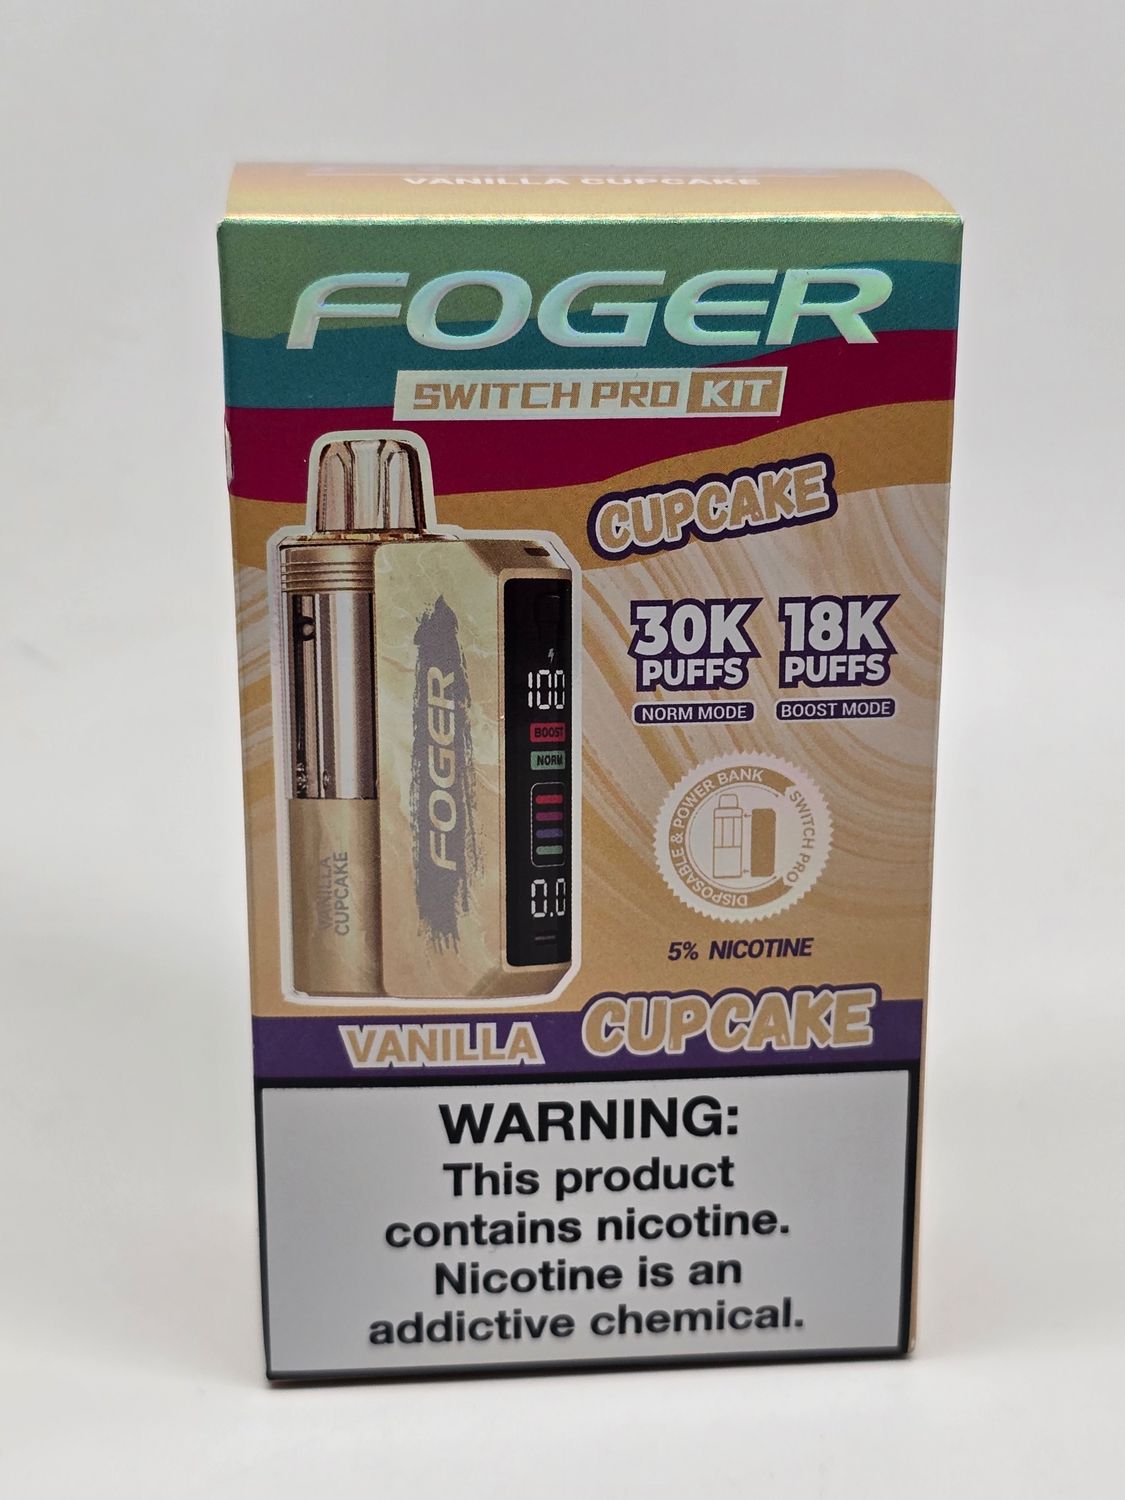 VANILLA CUPCAKE
FOGER
SWITCH PRO KIT
CUPCAKE
30K
PUFFS
NORM MODE
18K
PUFFS
BOOST MODE
100
BOOST
NORM
0.0
FOGER
VANILLA
CUPCAKE
DISPOSABLE & POWER BANK
SWITCH PRO
5% NICOTINE
VANILLA CUPCAKE
WARNING:
This product
contains nicotine.
Nicotine is an
addictive chemical.